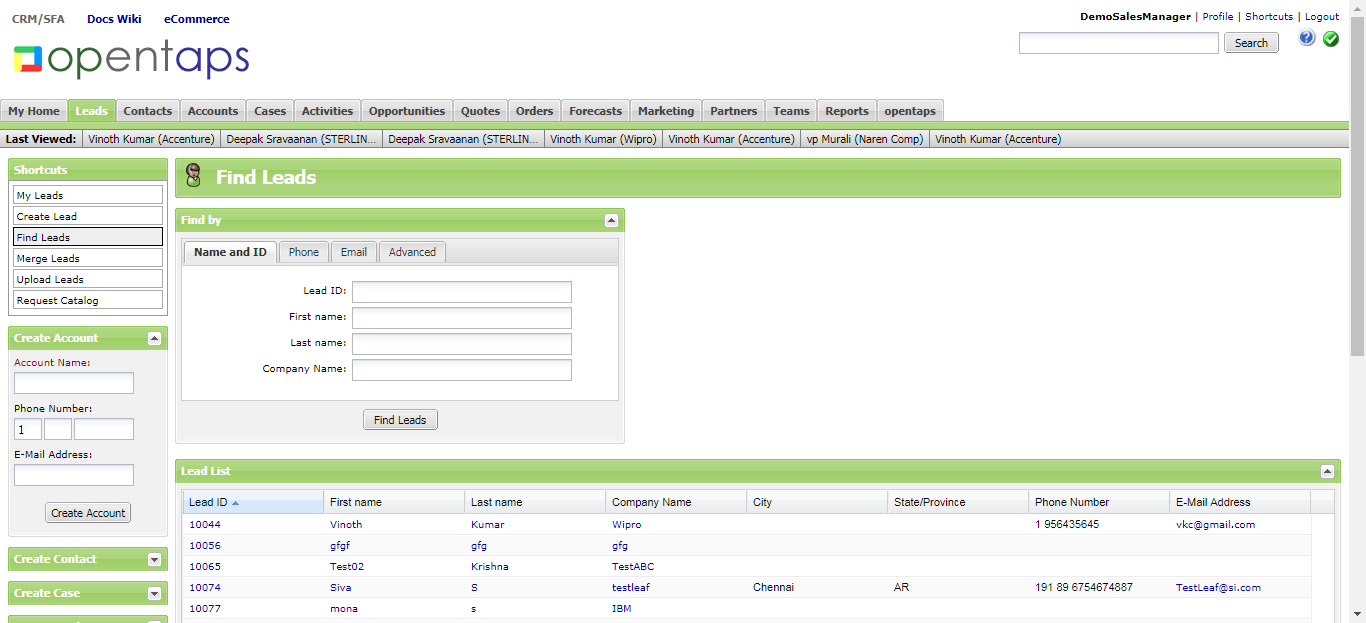 CRM/SFA Docs Wiki eCommerce
DemoSalesManager | Profile | Shortcuts | Logout
opentaps
Search
My Home Leads Contacts Accounts Cases Activities Opportunities Quotes Orders Forecasts Marketing Partners Teams Reports opentaps
Last Viewed: Vinoth Kumar (Accenture) Deepak Sravaanan (STERLIN... Deepak Sravaanan (STERLIN... Vinoth Kumar (Wipro) Vinoth Kumar (Accenture) vp Murali (Naren Comp) Vinoth Kumar (Accenture)
Shortcuts
My Leads
Create Lead
Find Leads
Merge Leads
Upload Leads
Request Catalog
Create Account
Account Name:
Phone Number:
1
E-Mail Address:
Create Account
Create Contact
Create Case
Find Leads
Find by
Name and ID Phone Email Advanced
Lead ID:
First name:
Last name:
Company Name:
Find Leads
Lead List
Lead ID First name Last name Company Name City State/Province Phone Number E-Mail Address
10044 Vinoth Kumar Wipro 1 956435645 vkc@gmail.com
10056 gfgf gfg gfg
10065 Test02 Krishna TestABC
10074 Siva S testleaf Chennai AR 191 89 6754674887 TestLeaf@si.com
10077 mona s IBM